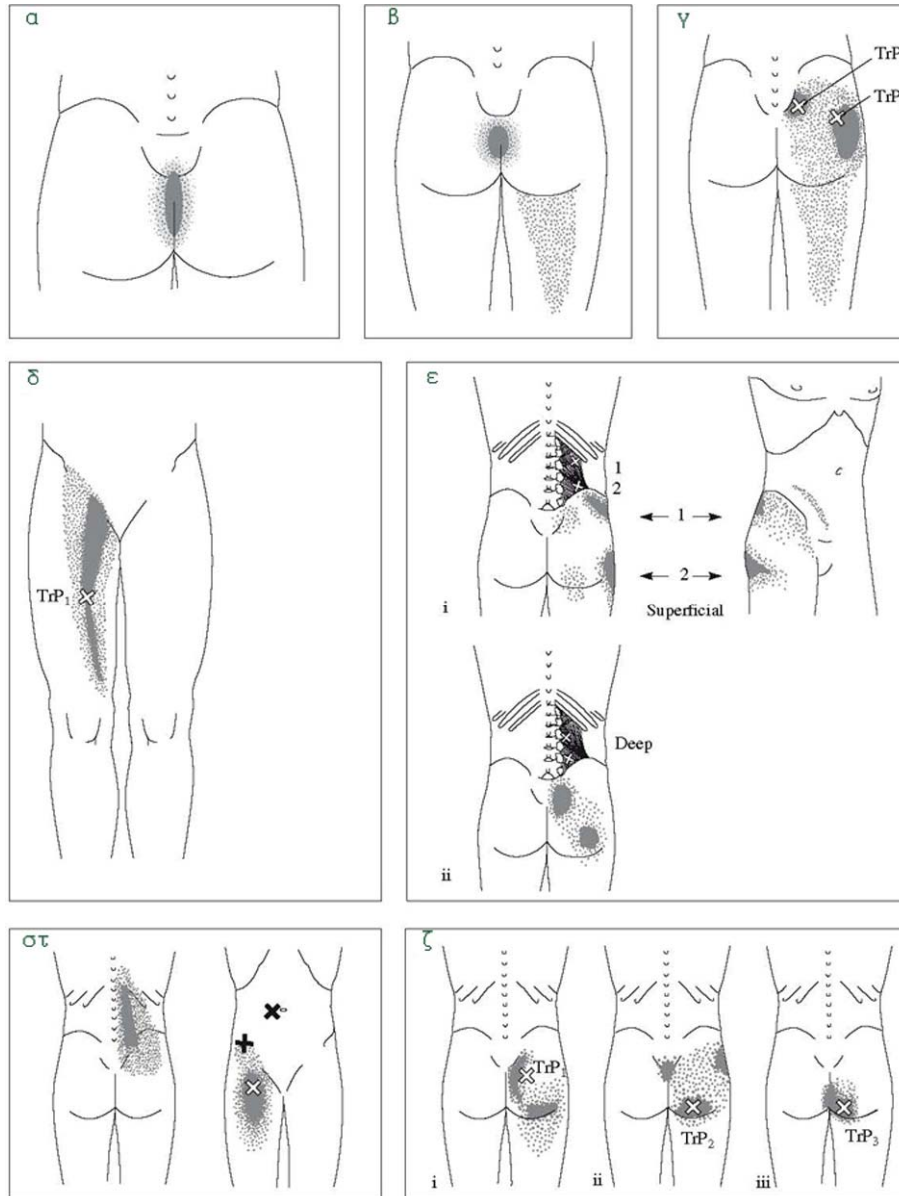 α
β
γ
TrP
TrP
δ
TrP₁
ε
1
2
1
2
i
Superficial
Deep
ii
στ
ζ
TrP₁
TrP₂
TrP₃
i
ii
iii